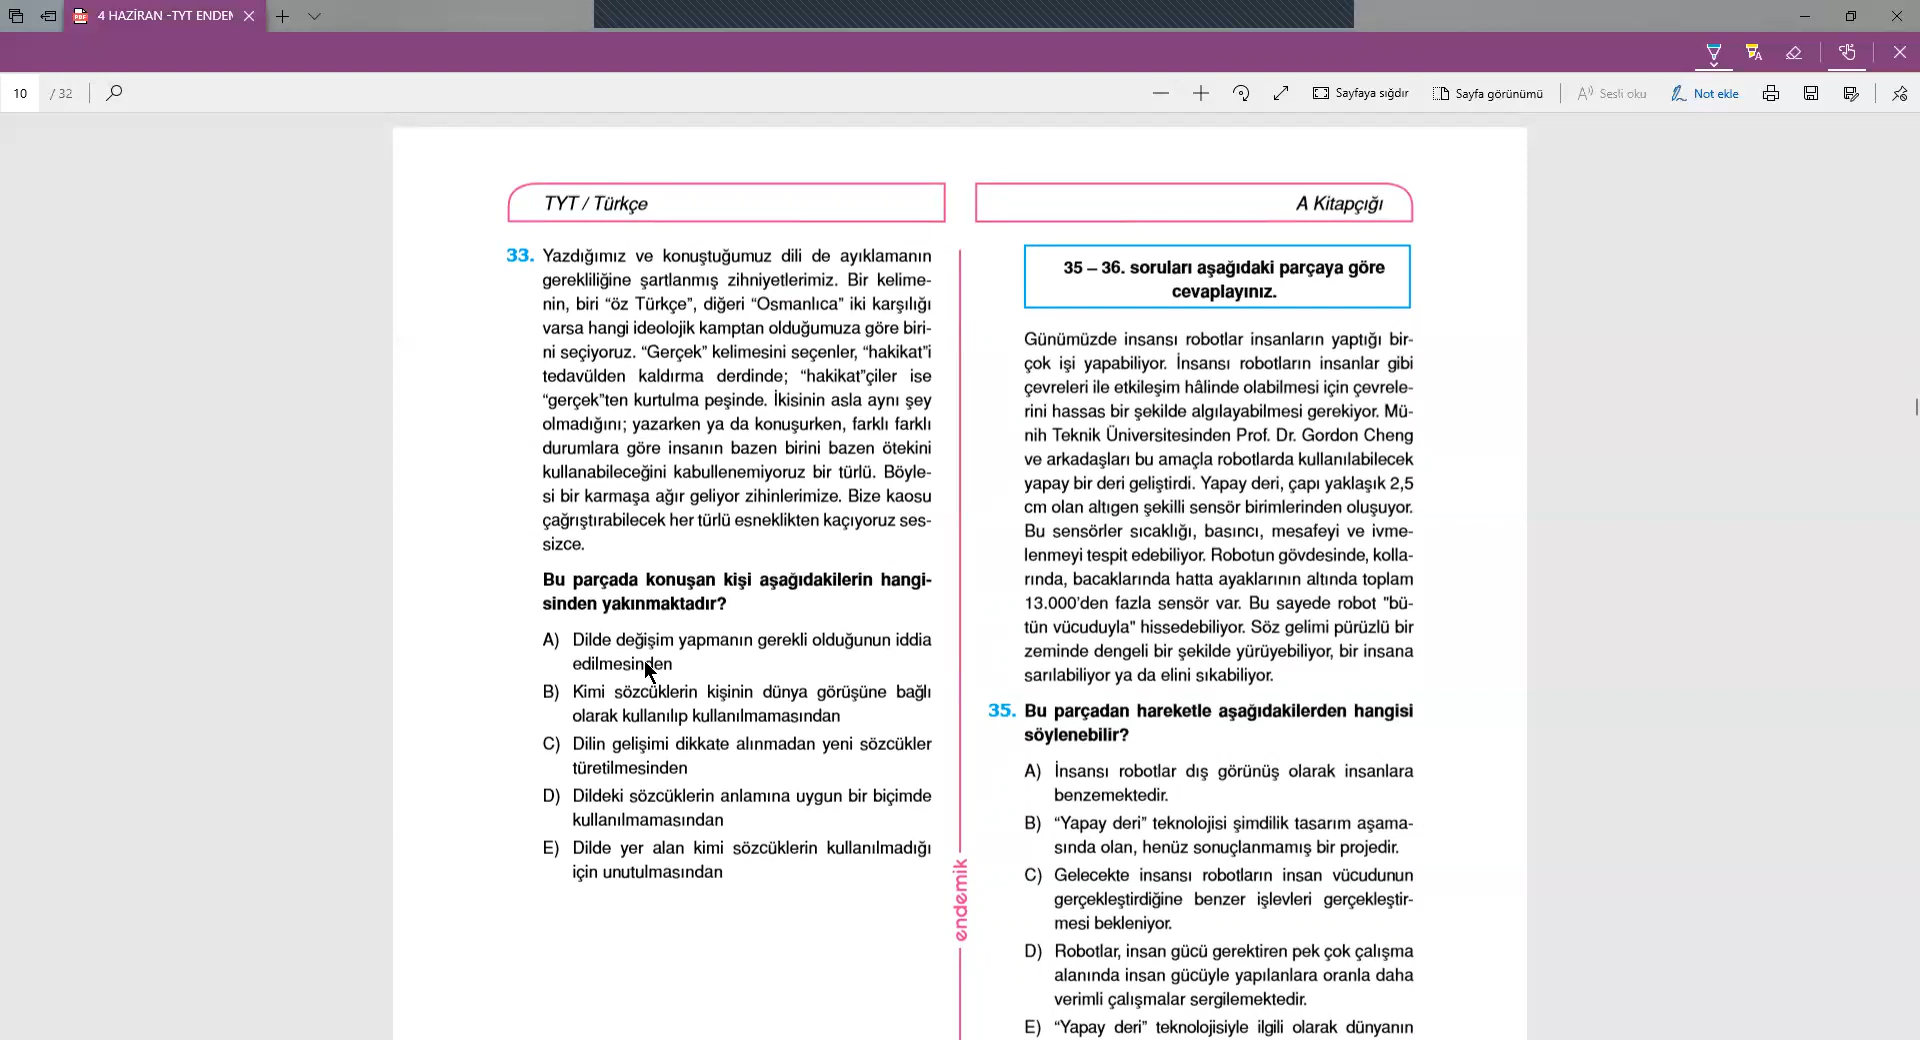 4 HAZİRAN -TYT ENDEM
10 / 32
Sayfaya sığdır
Sayfa görünümü
Sesli oku
Not ekle
TYT / Türkçe
A Kitapçığı
33. Yazdığımız ve konuştuğumuz dili de ayıklamanın
gerekliliğine şartlanmış zihniyetlerimiz. Bir kelime-
nin, biri “öz Türkçe”, diğeri “Osmanlıca” iki karşılığı
varsa hangi ideolojik kamptan olduğumuza göre biri-
ni seçiyoruz. “Gerçek” kelimesini seçenler, “hakikat”i
tedavülden kaldırma derdinde; “hakikat”çiler ise
“gerçek”ten kurtulma peşinde. İkisinin asla aynı şey
olmadığını; yazarken ya da konuşurken, farklı farklı
durumlara göre insanın bazen birini bazen ötekini
kullanabileceğini kabullenemiyoruz bir türlü. Böyle-
si bir karmaşa ağır geliyor zihinlerimize. Bize kaosu
çağrıştırabilecek her türlü esneklikten kaçıyoruz ses-
sizce.
Bu parçada konuşan kişi aşağıdakilerin hangi-
sinden yakınmaktadır?
A) Dilde değişim yapmanın gerekli olduğunun iddia
edilmesinden
B) Kimi sözcüklerin kişinin dünya görüşüne bağlı
olarak kullanılıp kullanılmamasından
C) Dilin gelişimi dikkate alınmadan yeni sözcükler
türetilmesinden
D) Dildeki sözcüklerin anlamına uygun bir biçimde
kullanılmamasından
E) Dilde yer alan kimi sözcüklerin kullanılmadığı
için unutulmasından
endemik
35 – 36. soruları aşağıdaki parçaya göre
cevaplayınız.
Günümüzde insansı robotlar insanların yaptığı bir-
çok işi yapabiliyor. İnsansı robotların insanlar gibi
çevreleri ile etkileşim hâlinde olabilmesi için çevrele-
rini hassas bir şekilde algılayabilmesi gerekiyor. Mü-
nih Teknik Üniversitesinden Prof. Dr. Gordon Cheng
ve arkadaşları bu amaçla robotlarda kullanılabilecek
yapay bir deri geliştirdi. Yapay deri, çapı yaklaşık 2,5
cm olan altıgen şekilli sensör birimlerinden oluşuyor.
Bu sensörler sıcaklığı, basıncı, mesafeyi ve ivme-
lenmeyi tespit edebiliyor. Robotun gövdesinde, kolla-
rında, bacaklarında hatta ayaklarının altında toplam
13.000’den fazla sensör var. Bu sayede robot "bü-
tün vücuduyla" hissedebiliyor. Söz gelimi pürüzlü bir
zeminde dengeli bir şekilde yürüyebiliyor, bir insana
sarılabiliyor ya da elini sıkabiliyor.
35. Bu parçadan hareketle aşağıdakilerden hangisi
söylenebilir?
A) İnsansı robotlar dış görünüş olarak insanlara
benzemektedir.
B) “Yapay deri” teknolojisi şimdilik tasarım aşama-
sında olan, henüz sonuçlanmamış bir projedir.
C) Gelecekte insansı robotların insan vücudunun
gerçekleştirdiğine benzer işlevleri gerçekleştir-
mesi bekleniyor.
D) Robotlar, insan gücü gerektiren pek çok çalışma
alanında insan gücüyle yapılanlara oranla daha
verimli çalışmalar sergilemektedir.
E) “Yapay deri” teknolojisiyle ilgili olarak dünyanın